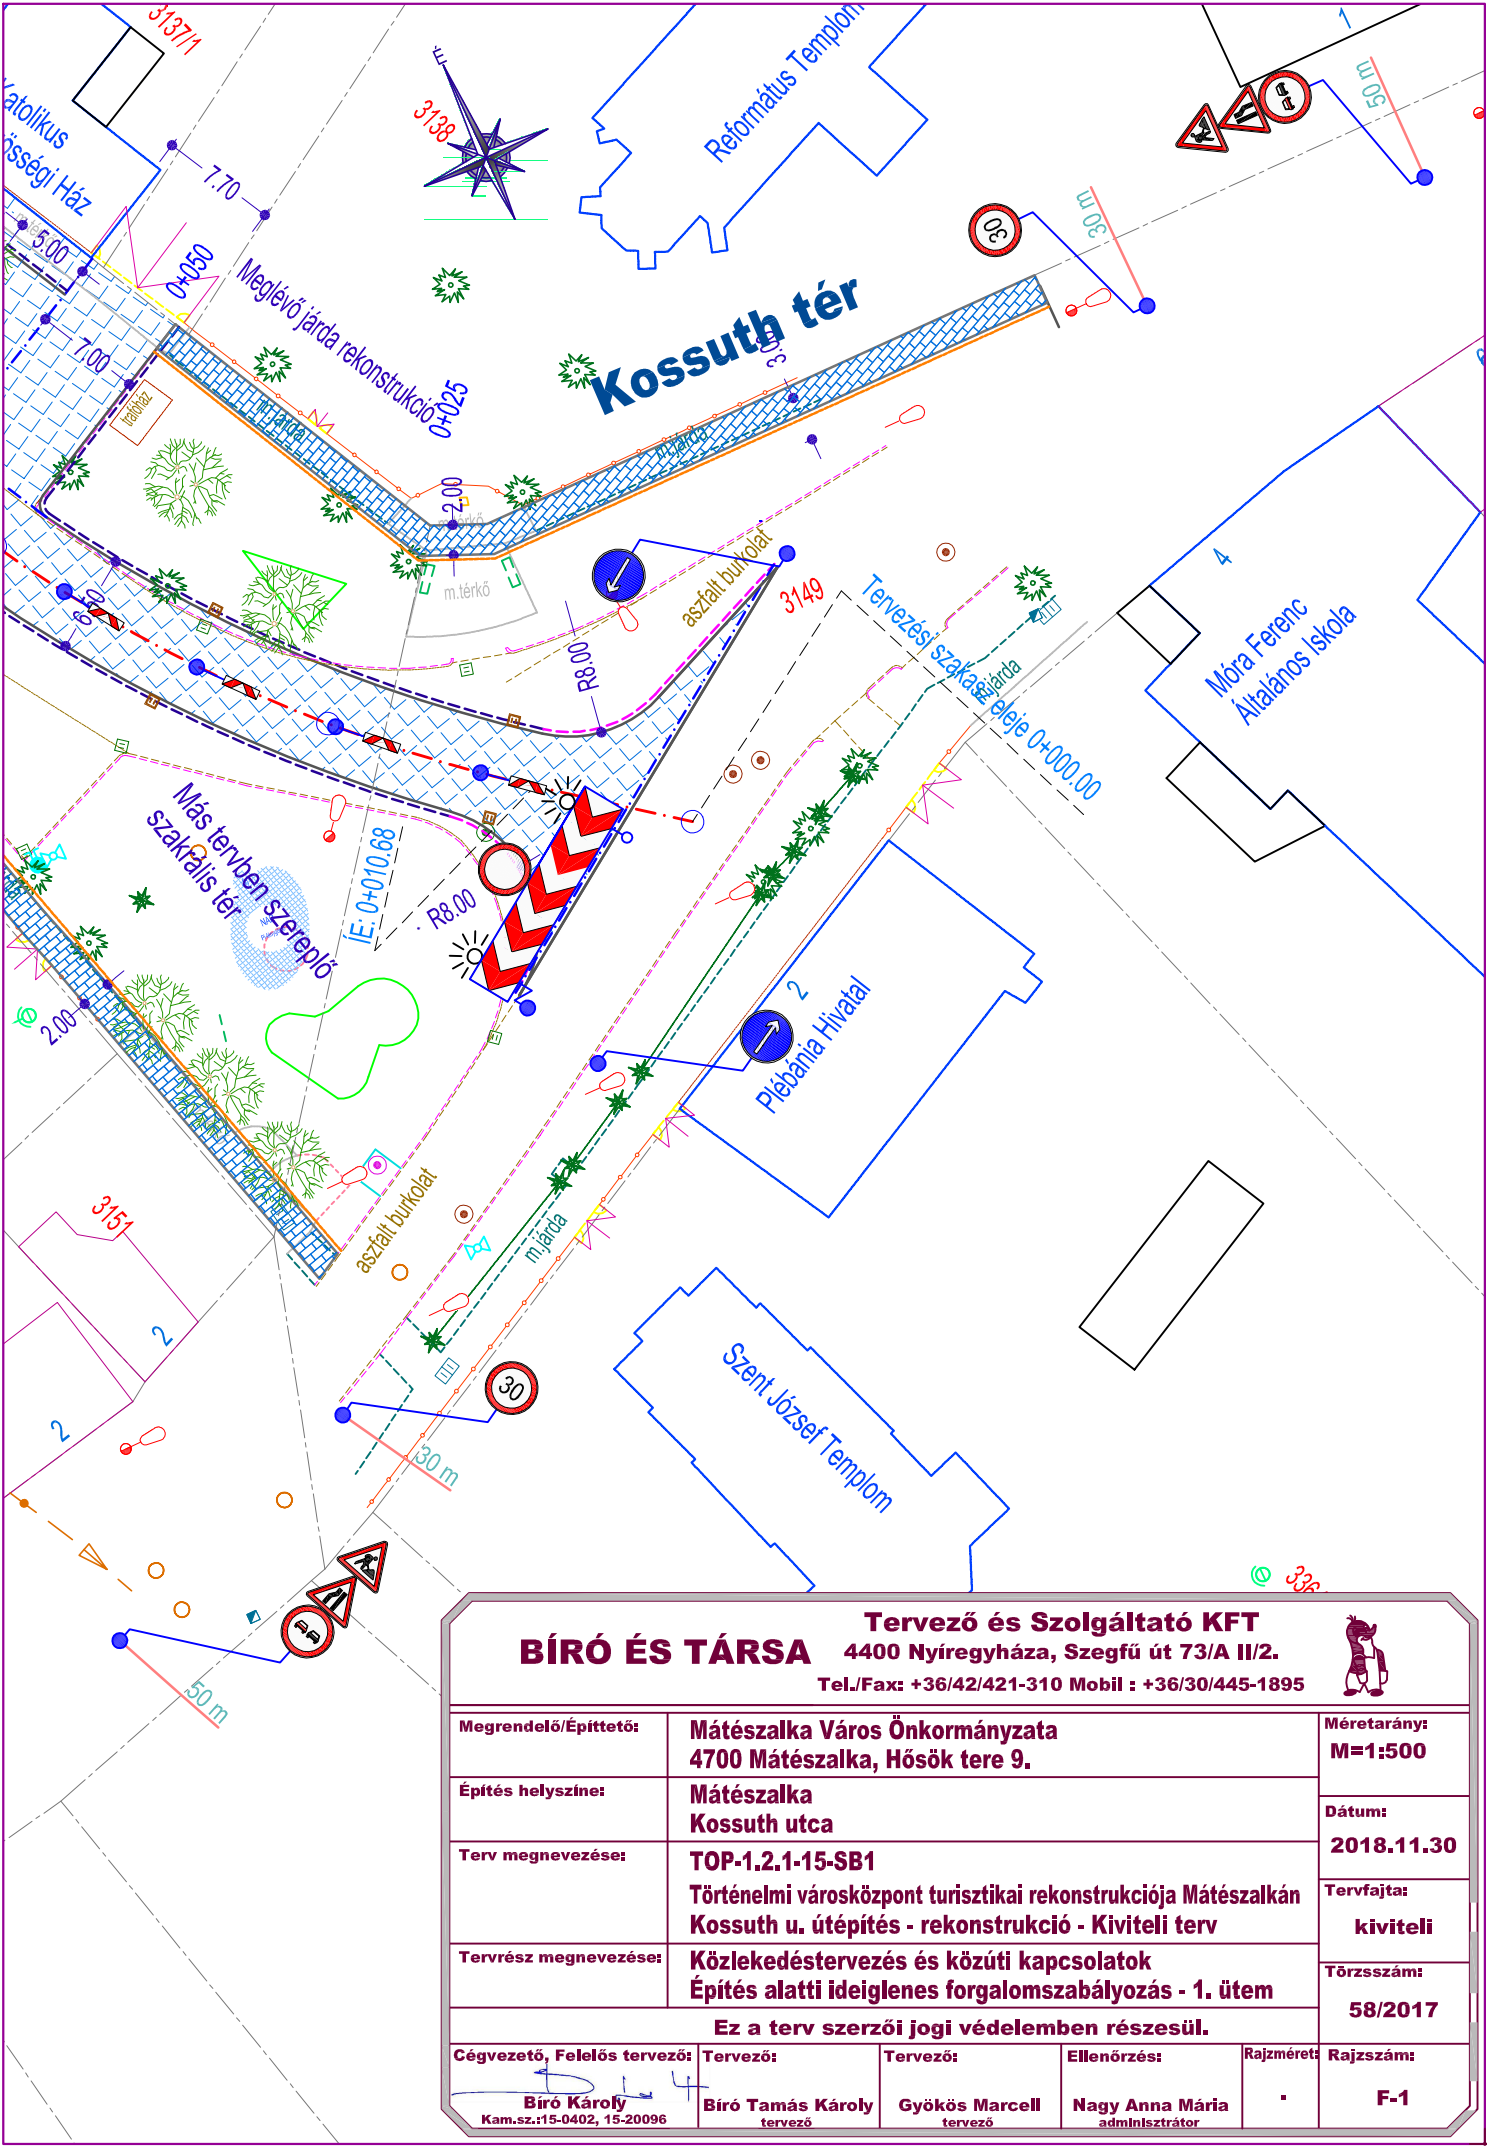 3137/1
Katolikus
össégi Ház
7.70
5.00
7.00
0+050
3138
É
Református Templom
1
50 m
30 m
30
Meglévő járda rekonstrukció
0+025
Kossuth tér
trafóház
m.járda
m.járda
2.00
m.térkő
m.térkő
aszfalt burkolat
3149
R8.00
Tervezési szakasz eleje 0+000.00
4
Móra Ferenc
Általános Iskola
Más tervben szereplő
szakrális tér
ÍE: 0+010.68
R8.00
2.00
2
Plébánia Hivatal
3151
aszfalt burkolat
m.járda
2
2
30
30 m
Szent József Templom
50 m
BÍRÓ ÉS TÁRSA
Tervező és Szolgáltató KFT
4400 Nyíregyháza, Szegfű út 73/A II/2.
Tel./Fax: +36/42/421-310 Mobil : +36/30/445-1895
Megrendelő/Építtető:
Mátészalka Város Önkormányzata
4700 Mátészalka, Hősök tere 9.
Méretarány:
M=1:500
Építés helyszíne:
Mátészalka
Kossuth utca
Dátum:
2018.11.30
Terv megnevezése:
TOP-1.2.1-15-SB1
Történelmi városközpont turisztikai rekonstrukciója Mátészalkán
Kossuth u. útépítés - rekonstrukció - Kiviteli terv
Tervfajta:
kiviteli
Tervrész megnevezése:
Közlekedéstervezés és közúti kapcsolatok
Építés alatti ideiglenes forgalomszabályozás - 1. ütem
Törzsszám:
58/2017
Ez a terv szerzői jogi védelemben részesül.
Cégvezető, Felelős tervező:
Bíró Károly
Kam.sz.:15-0402, 15-20096
Tervező:
Bíró Tamás Károly
tervező
Tervező:
Gyökös Marcell
tervező
Ellenőrzés:
Nagy Anna Mária
adminisztrátor
Rajzméret:
Rajzszám:
F-1